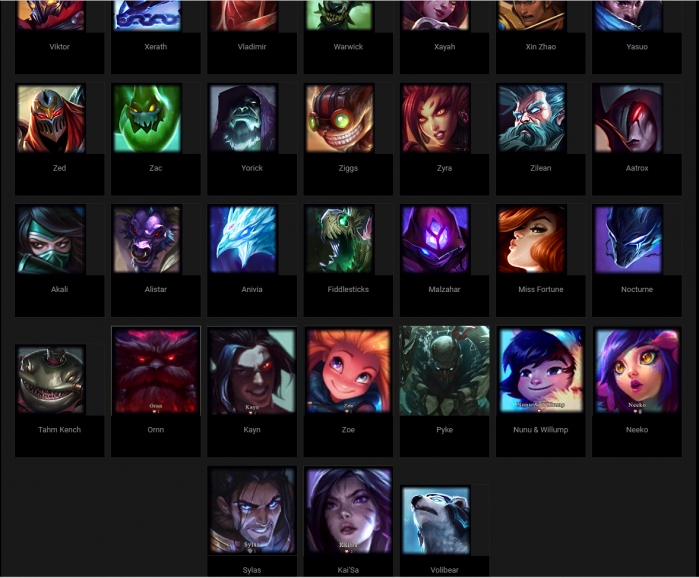 Viktor
Xerath
Vladimir
Warwick
Xayah
Xin Zhao
Yasuo
Zed
Zac
Yorick
Ziggs
Zyra
Zilean
Aatrox
Akali
Alistar
Anivia
Fiddlesticks
Malzahar
Miss Fortune
Nocturne
Ornn
Kayn
Zoe
Nunu & Willump
Neeko
Tahm Kench
Ornn
Kayn
Zoe
Pyke
Nunu & Willump
Neeko
Sylas
Sylas
Kai'Sa
Volibear